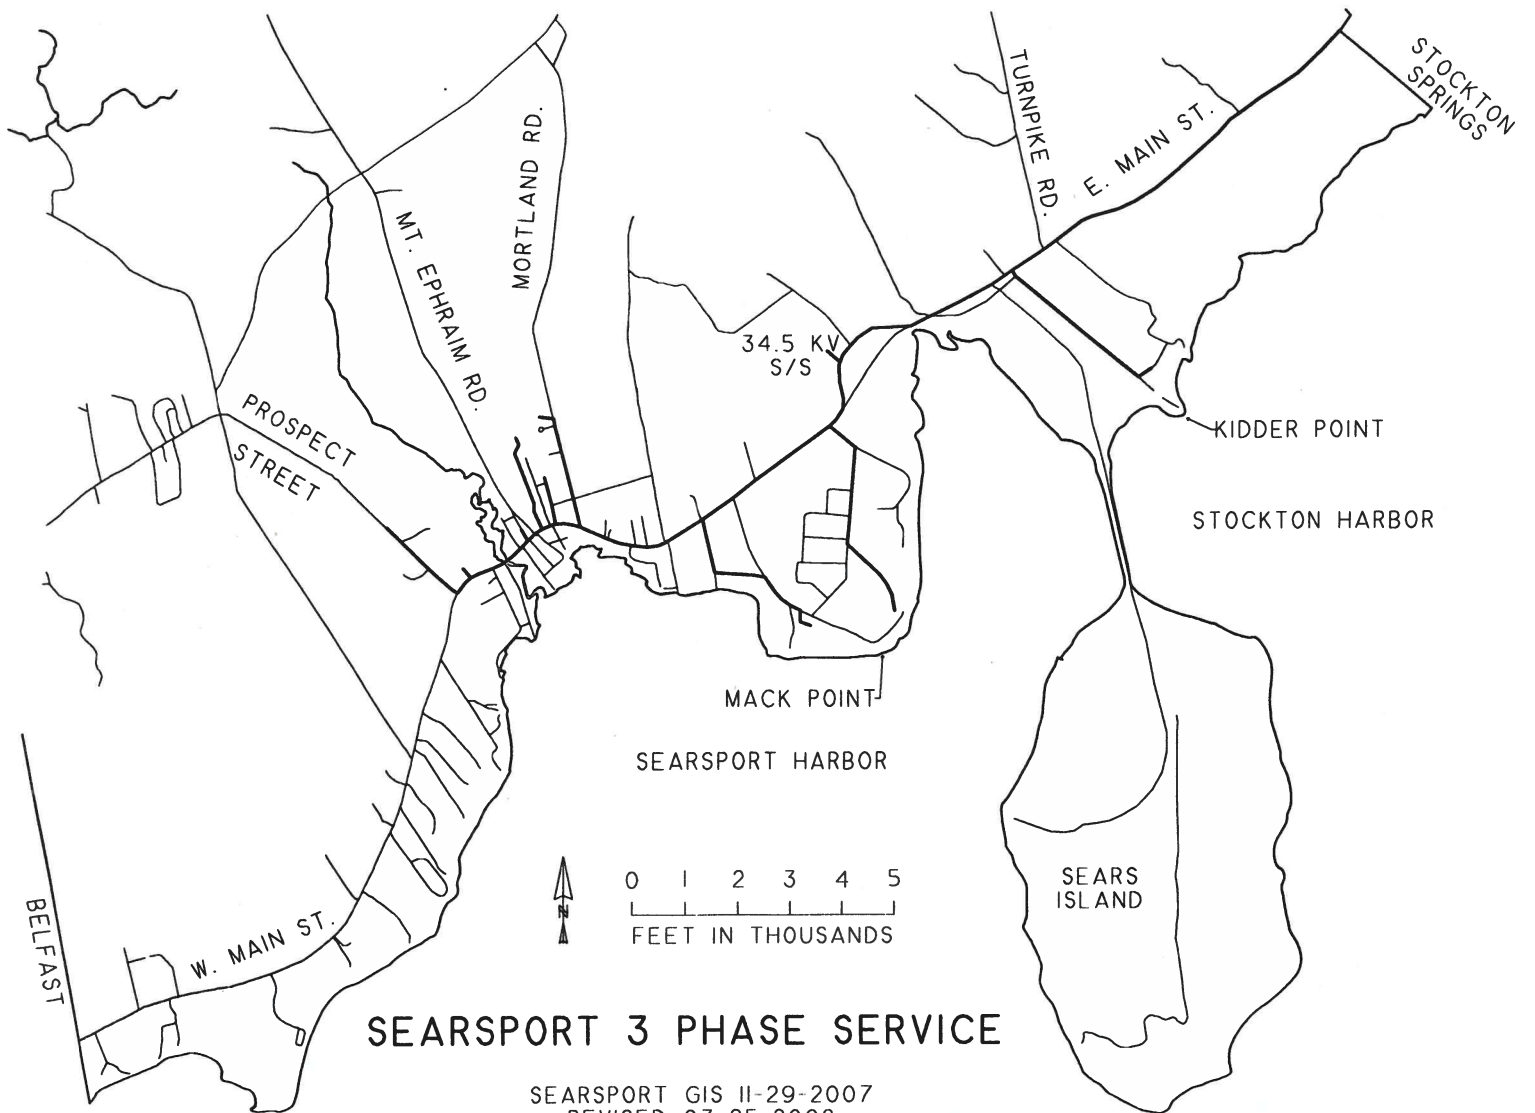 STOCKTON
SPRINGS
TURNPIKE RD.
E. MAIN ST.
MORTLAND RD.
MT. EPHRAIM RD.
34.5 KV
S/S
PROSPECT
STREET
KIDDER POINT
STOCKTON HARBOR
MACK POINT
SEARSPORT HARBOR
0 1 2 3 4 5
FEET IN THOUSANDS
N
SEARS
ISLAND
BELFAST
W. MAIN ST.
SEARSPORT 3 PHASE SERVICE
SEARSPORT GIS 11-29-2007
REVISED